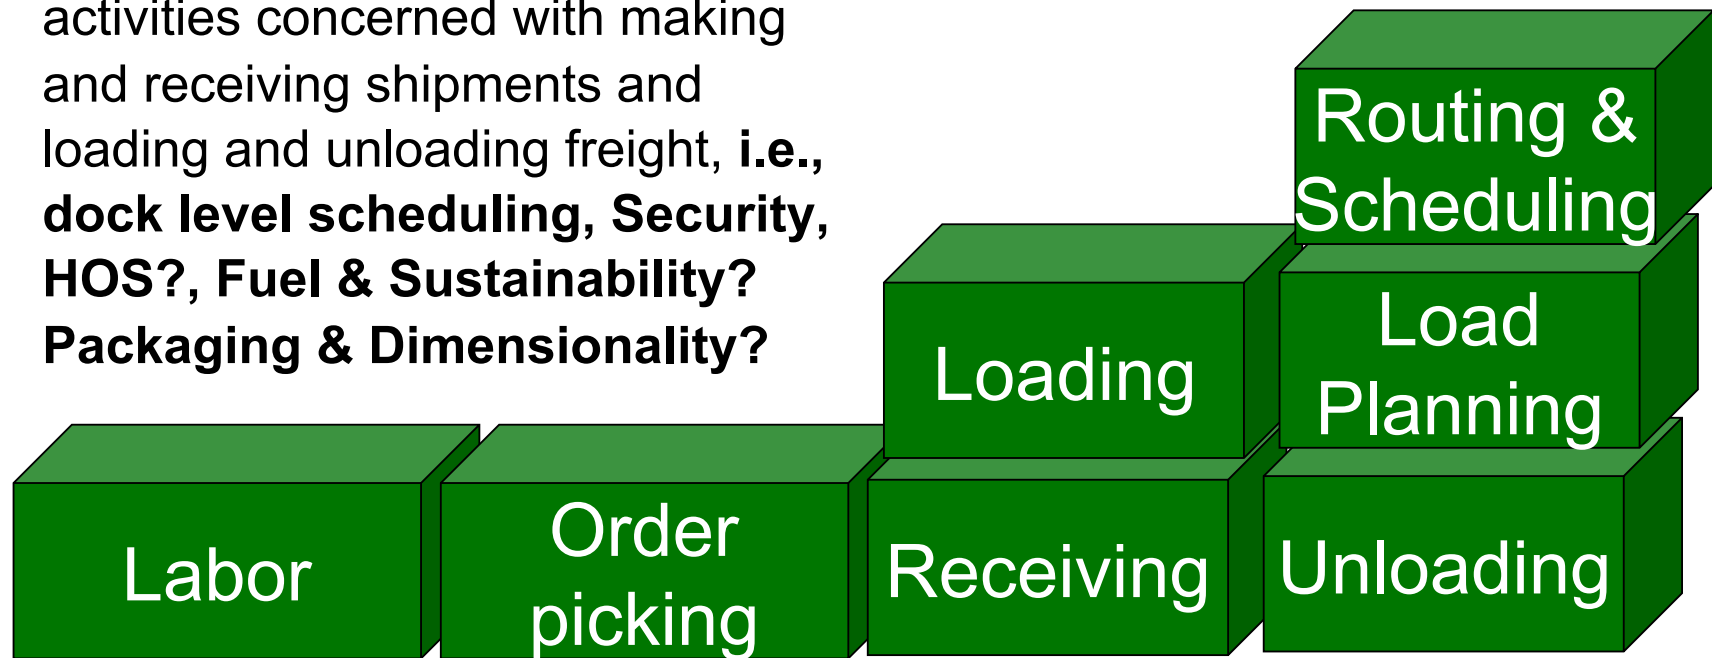 activities concerned with making
and receiving shipments and
loading and unloading freight, i.e.,
dock level scheduling, Security,
HOS?, Fuel & Sustainability?
Packaging & Dimensionality?
Routing &
Scheduling
Loading
Load
Planning
Labor
Order
picking
Receiving
Unloading